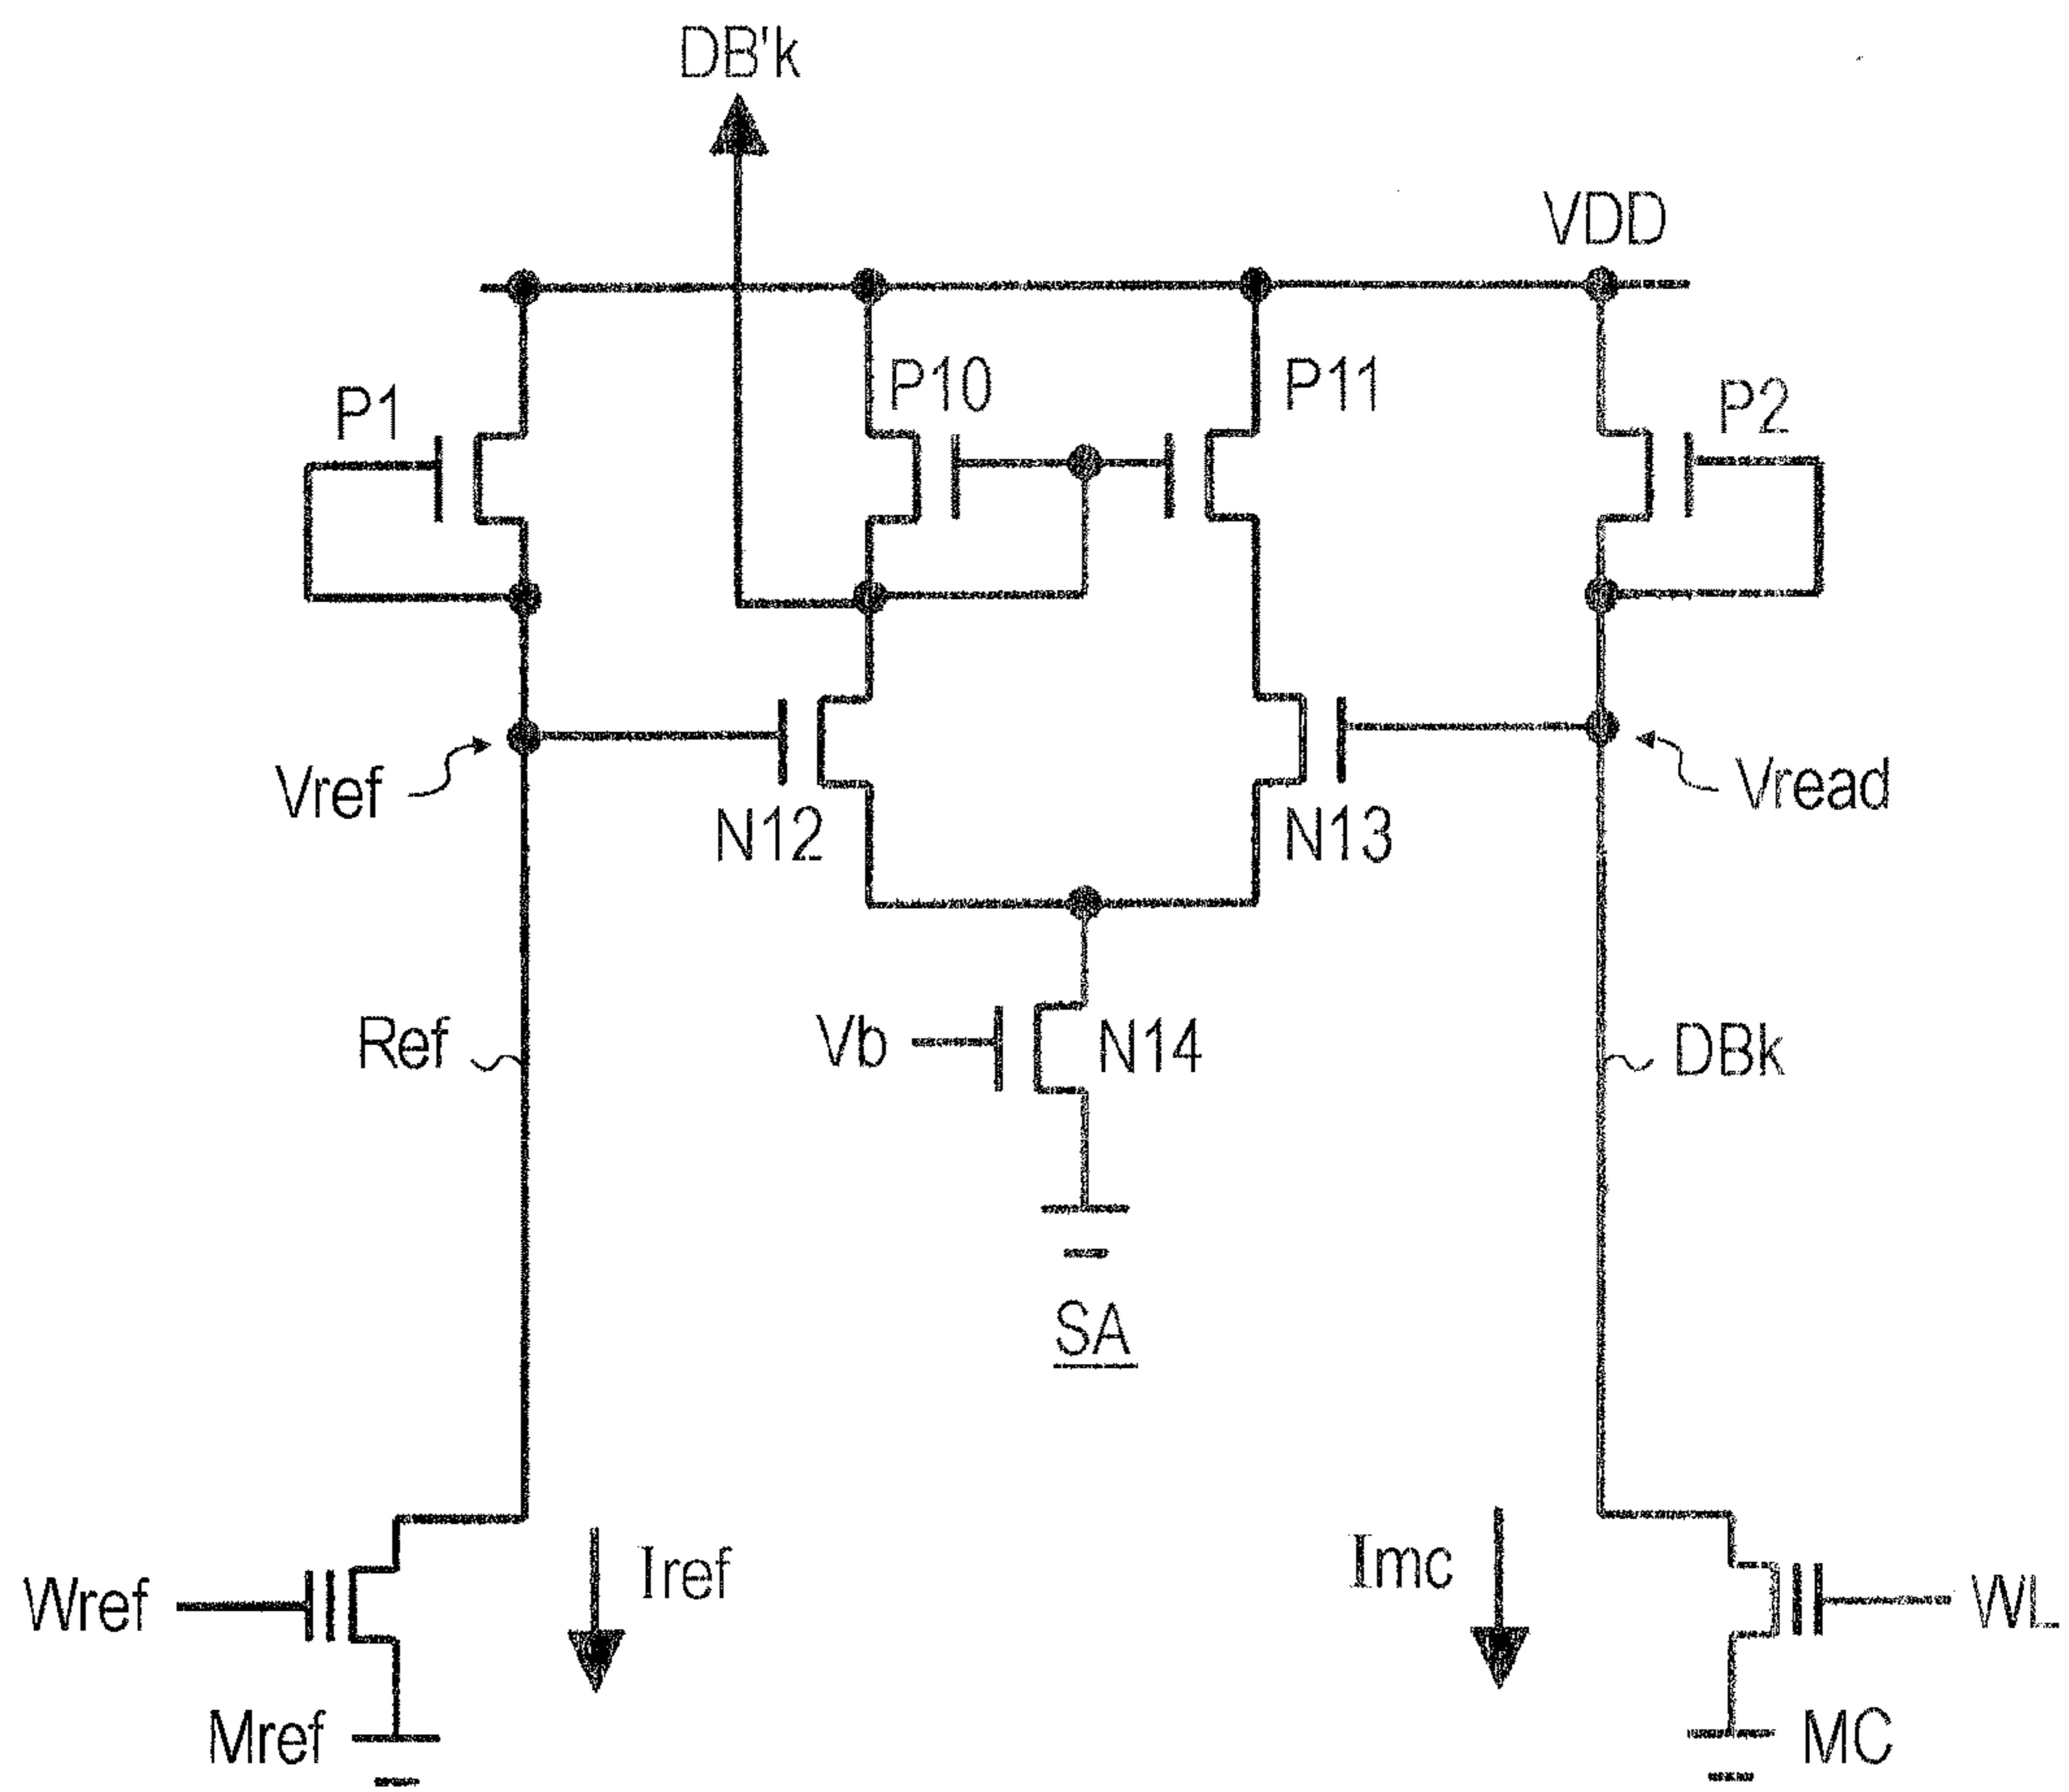 DB'k
VDD
P1
P10
P11
P2
Vref
N12
N13
Vread
Ref
Vb
N14
DBk
SA
Wref
Iref
Imc
WL
Mref
MC